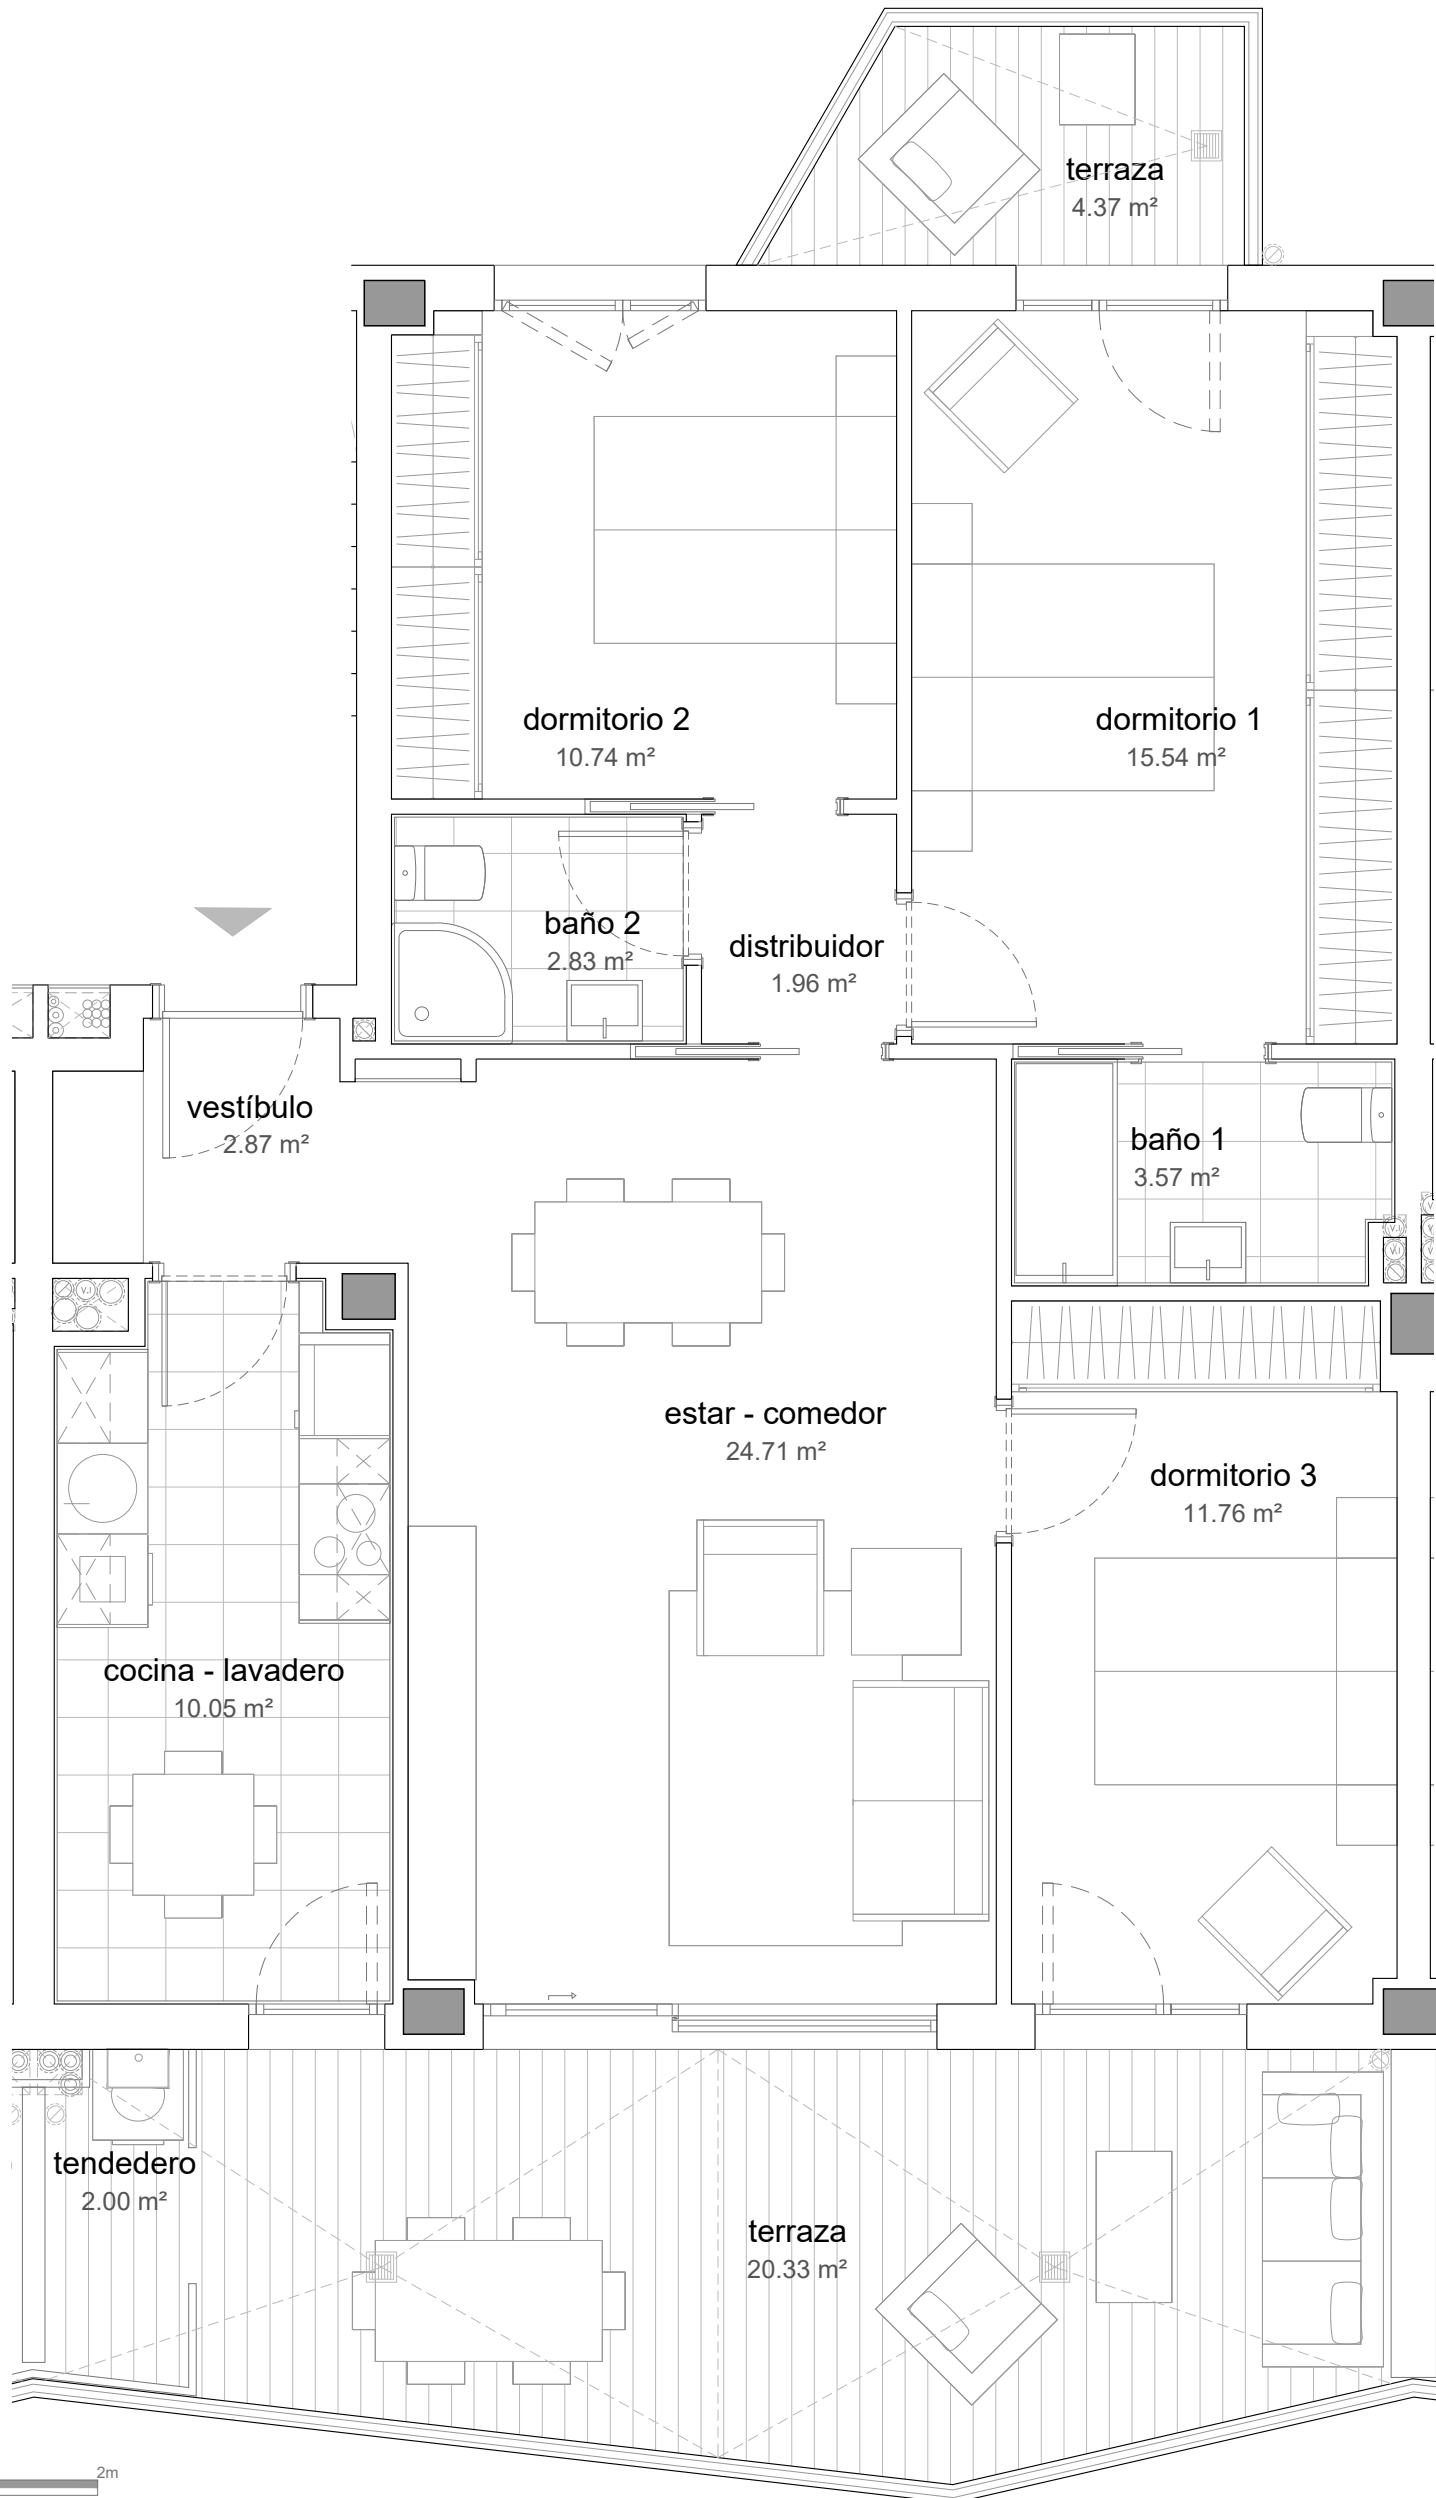 terraza
4.37 m²
dormitorio 2
10.74 m²
dormitorio 1
15.54 m²
baño 2
2.83 m²
distribuidor
1.96 m²
vestíbulo
2.87 m²
baño 1
3.57 m²
V.I
V.I
V.I
estar - comedor
24.71 m²
dormitorio 3
11.76 m²
cocina - lavadero
10.05 m²
tendedero
2.00 m²
terraza
20.33 m²
2m